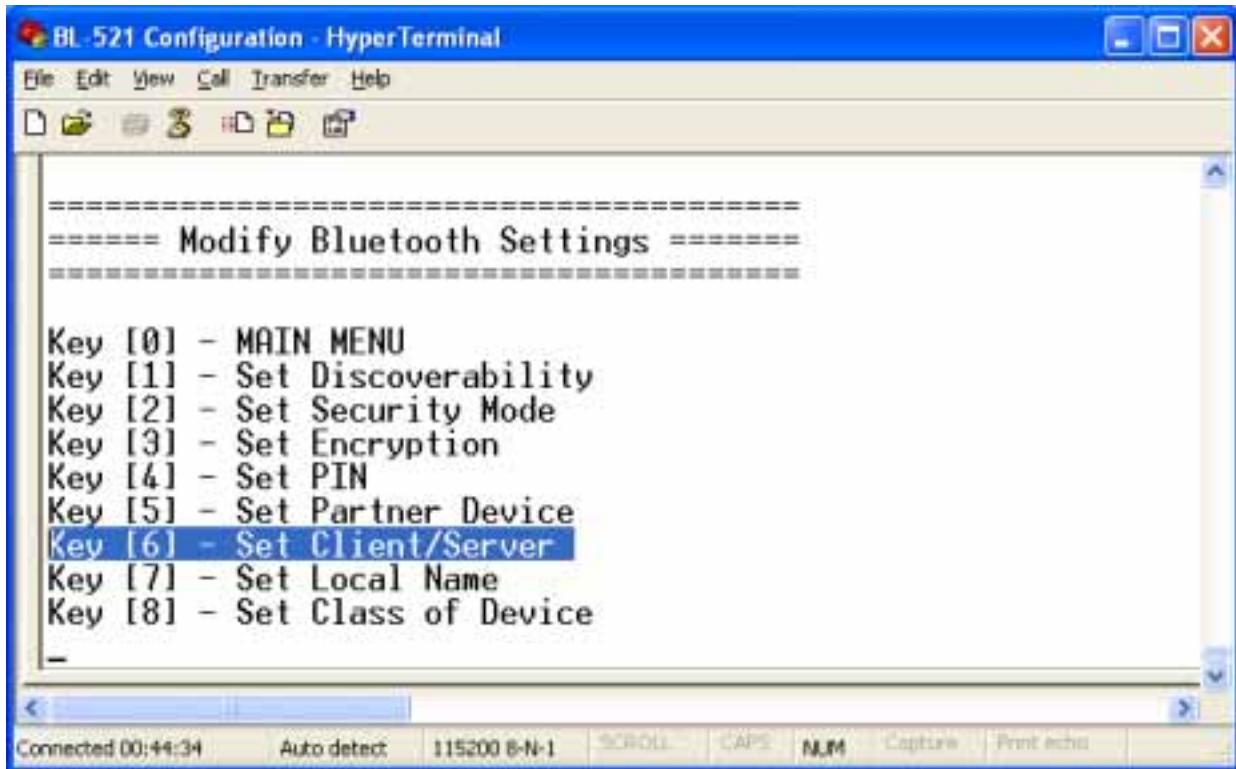 BL-521 Configuration - HyperTerminal
File Edit View Call Transfer Help
========================================
====== Modify Bluetooth Settings =======
========================================
Key [0] - MAIN MENU
Key [1] - Set Discoverability
Key [2] - Set Security Mode
Key [3] - Set Encryption
Key [4] - Set PIN
Key [5] - Set Partner Device
Key [6] - Set Client/Server
Key [7] - Set Local Name
Key [8] - Set Class of Device
_
Connected 00:44:34 Auto detect 115200 8-N-1 SCROLL CAPS NUM Capture Print echo